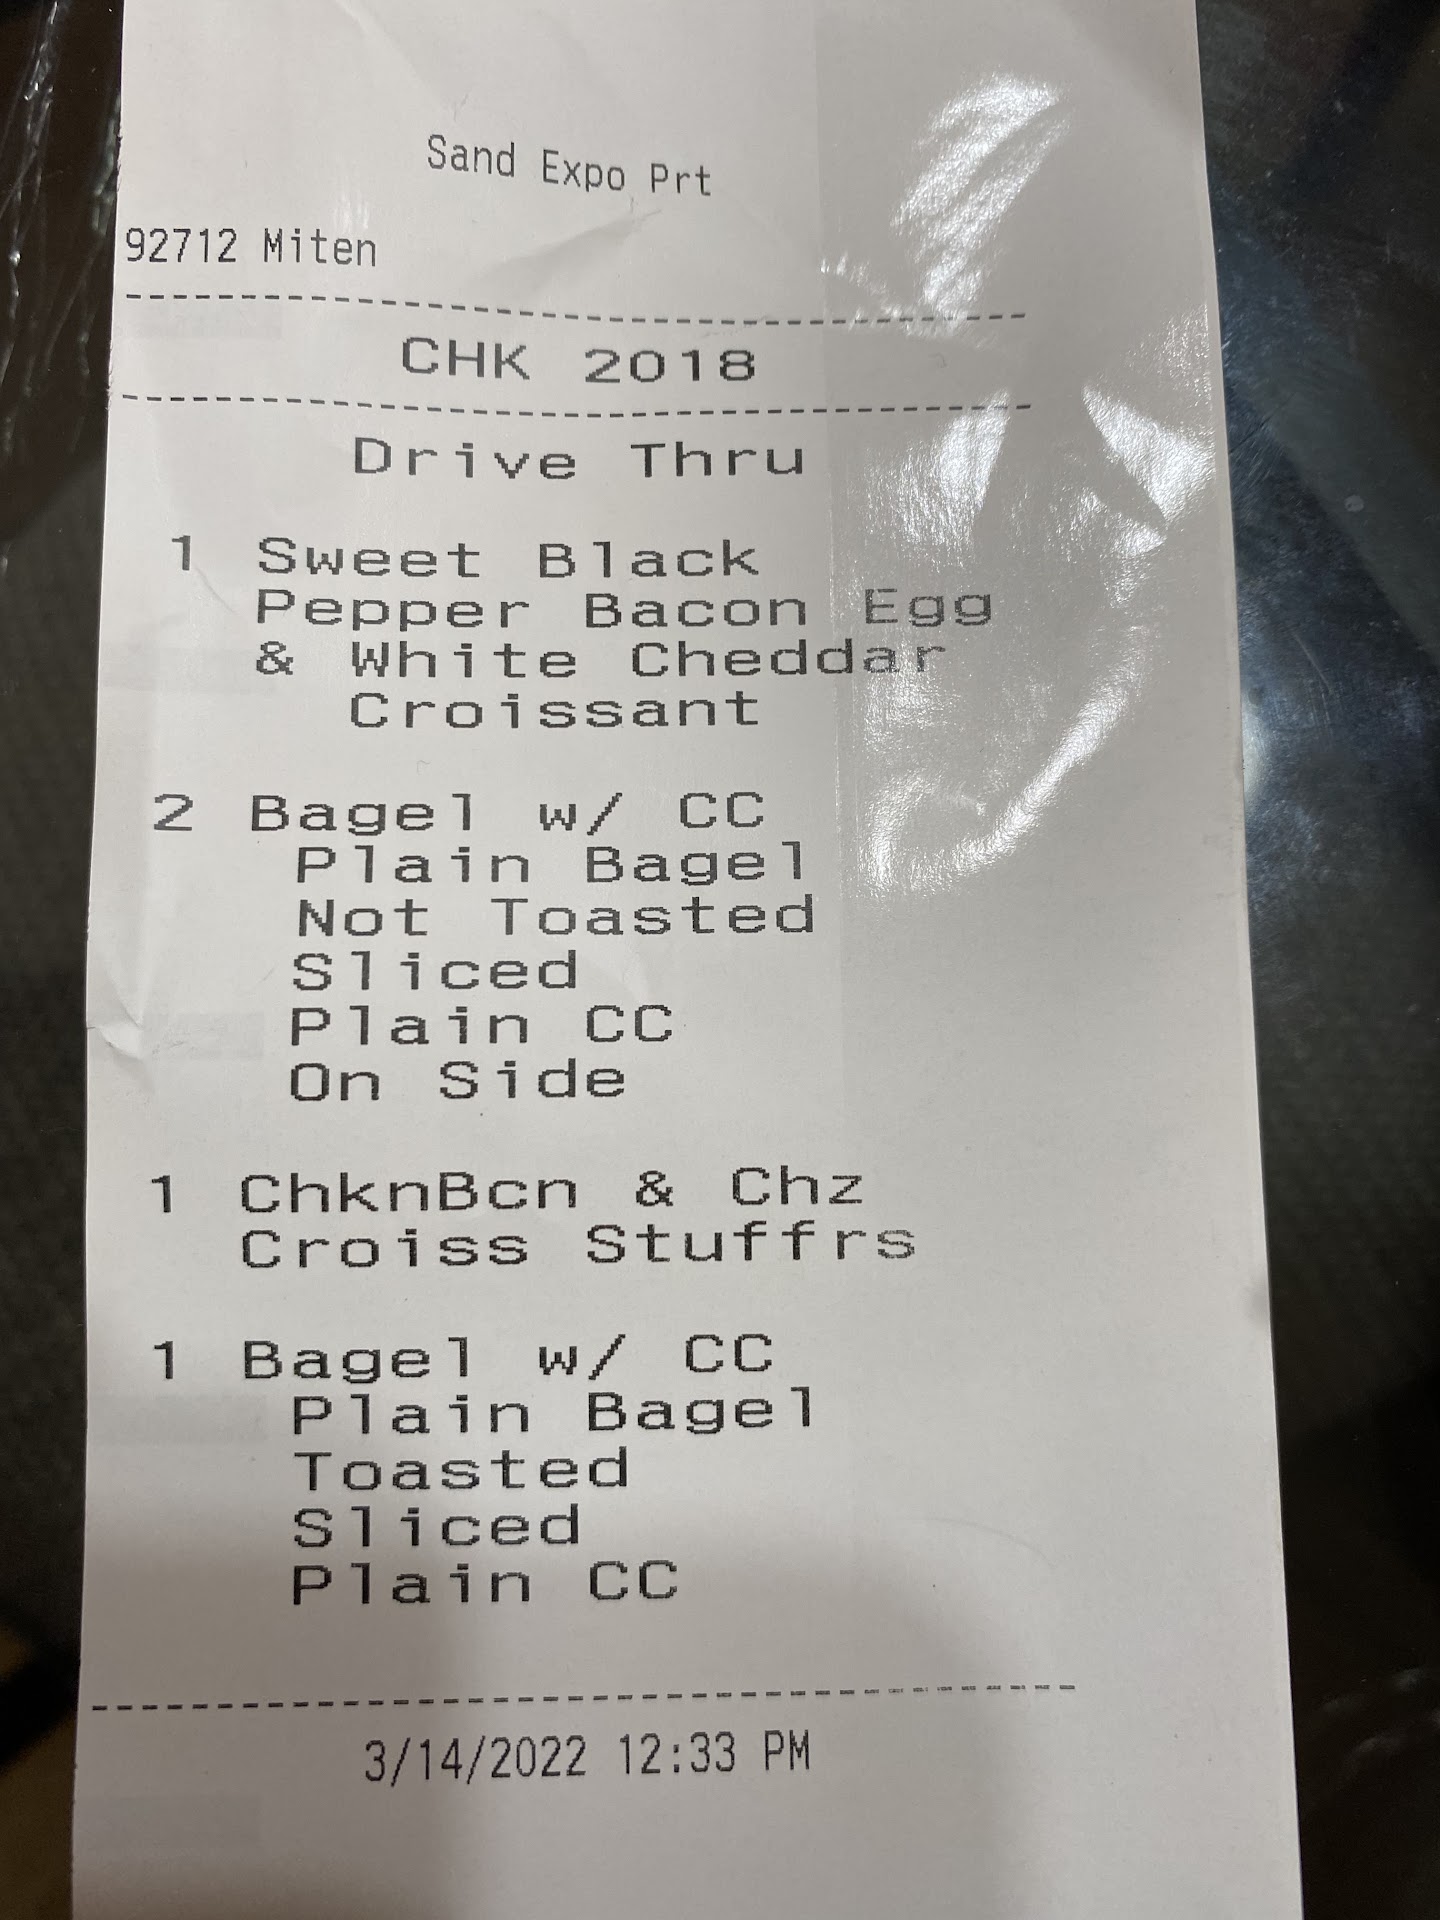 Sand Expo Prt
92712 Miten
CHK 2018
Drive Thru
1 Sweet Black
Pepper Bacon Egg
& White Cheddar
Croissant
2 Bagel w/ CC
Plain Bagel
Not Toasted
Sliced
Plain CC
On Side
1 ChknBcn & Chz
Croiss Stuffrs
1 Bagel w/ CC
Plain Bagel
Toasted
Sliced
Plain CC
3/14/2022 12:33 PM